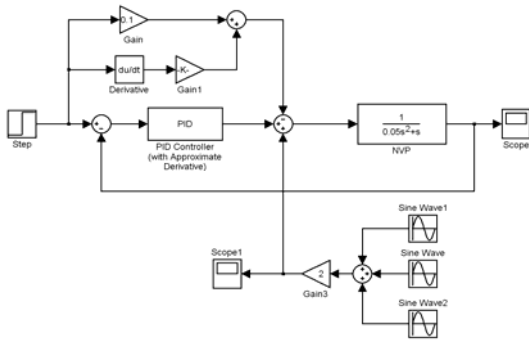 0.1
Gain
du/dt
Derivative
-K-
Gain1
Step
PID
PID Controller
(with Approximate
Derivative)
1
0.05s²+s
NVP
Scope
Scope1
2
Gain3
Sine Wave1
Sine Wave
Sine Wave2